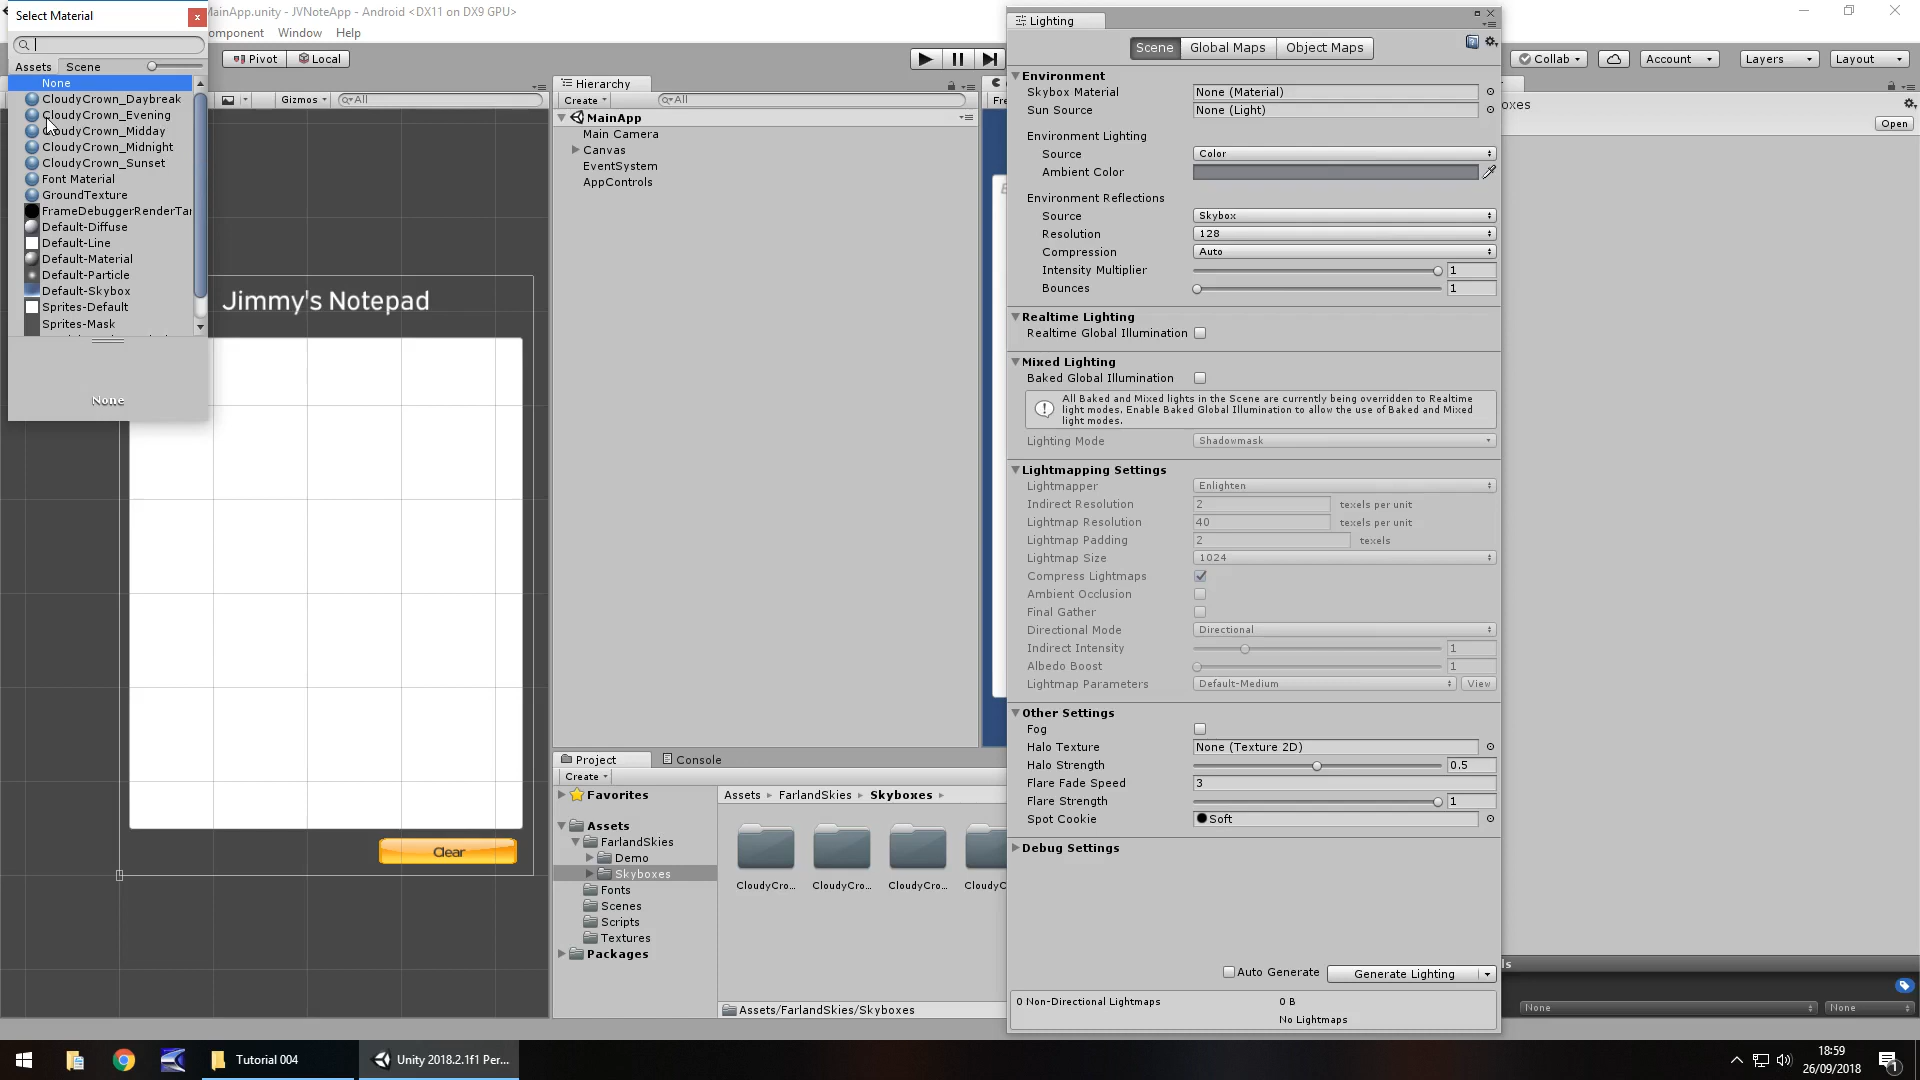 Select Material
x
MainApp.unity - JVNoteApp - Android <DX11 on DX9 GPU>
Window Help
Assets Scene
None
CloudyCrown_Daybreak
CloudyCrown_Evening
CloudyCrown_Midday
CloudyCrown_Midnight
CloudyCrown_Sunset
Font Material
GroundTexture
FrameDebuggerRenderTar
Default-Diffuse
Default-Line
Default-Material
Default-Particle
Default-Skybox
Sprites-Default
Sprites-Mask
None
Pivot Local
Gizmos All
Jimmy's Notepad
Clear
Hierarchy
Create All
MainApp
Main Camera
Canvas
EventSystem
AppControls
Project Console
Create
Favorites
Assets
FarlandSkies
Demo
Skyboxes
Fonts
Scenes
Scripts
Textures
Packages
Assets FarlandSkies Skyboxes
CloudyCro... CloudyCro... CloudyCro...
Assets/FarlandSkies/Skyboxes
Lighting
Scene Global Maps Object Maps
Environment
Skybox Material None (Material)
Sun Source None (Light)
Environment Lighting
Source Color
Ambient Color
Environment Reflections
Source Skybox
Resolution 128
Compression Auto
Intensity Multiplier 1
Bounces 1
Realtime Lighting
Realtime Global Illumination
Mixed Lighting
Baked Global Illumination
All Baked and Mixed lights in the Scene are currently being overridden to Realtime
light modes. Enable Baked Global Illumination to allow the use of Baked and Mixed
light modes.
Lighting Mode Shadowmask
Lightmapping Settings
Lightmapper Enlighten
Indirect Resolution 2 texels per unit
Lightmap Resolution 40 texels per unit
Lightmap Padding 2 texels
Lightmap Size 1024
Compress Lightmaps
Ambient Occlusion
Final Gather
Directional Mode Directional
Indirect Intensity 1
Albedo Boost 1
Lightmap Parameters Default-Medium View
Other Settings
Fog
Halo Texture None (Texture 2D)
Halo Strength 0.5
Flare Fade Speed 3
Flare Strength 1
Spot Cookie Soft
Debug Settings
Auto Generate Generate Lighting
0 Non-Directional Lightmaps 0 B
No Lightmaps
Collab Account Layers Layout
oxes
Open
None None
Tutorial 004
Unity 2018.2.1f1 Per...
18:59
26/09/2018
1